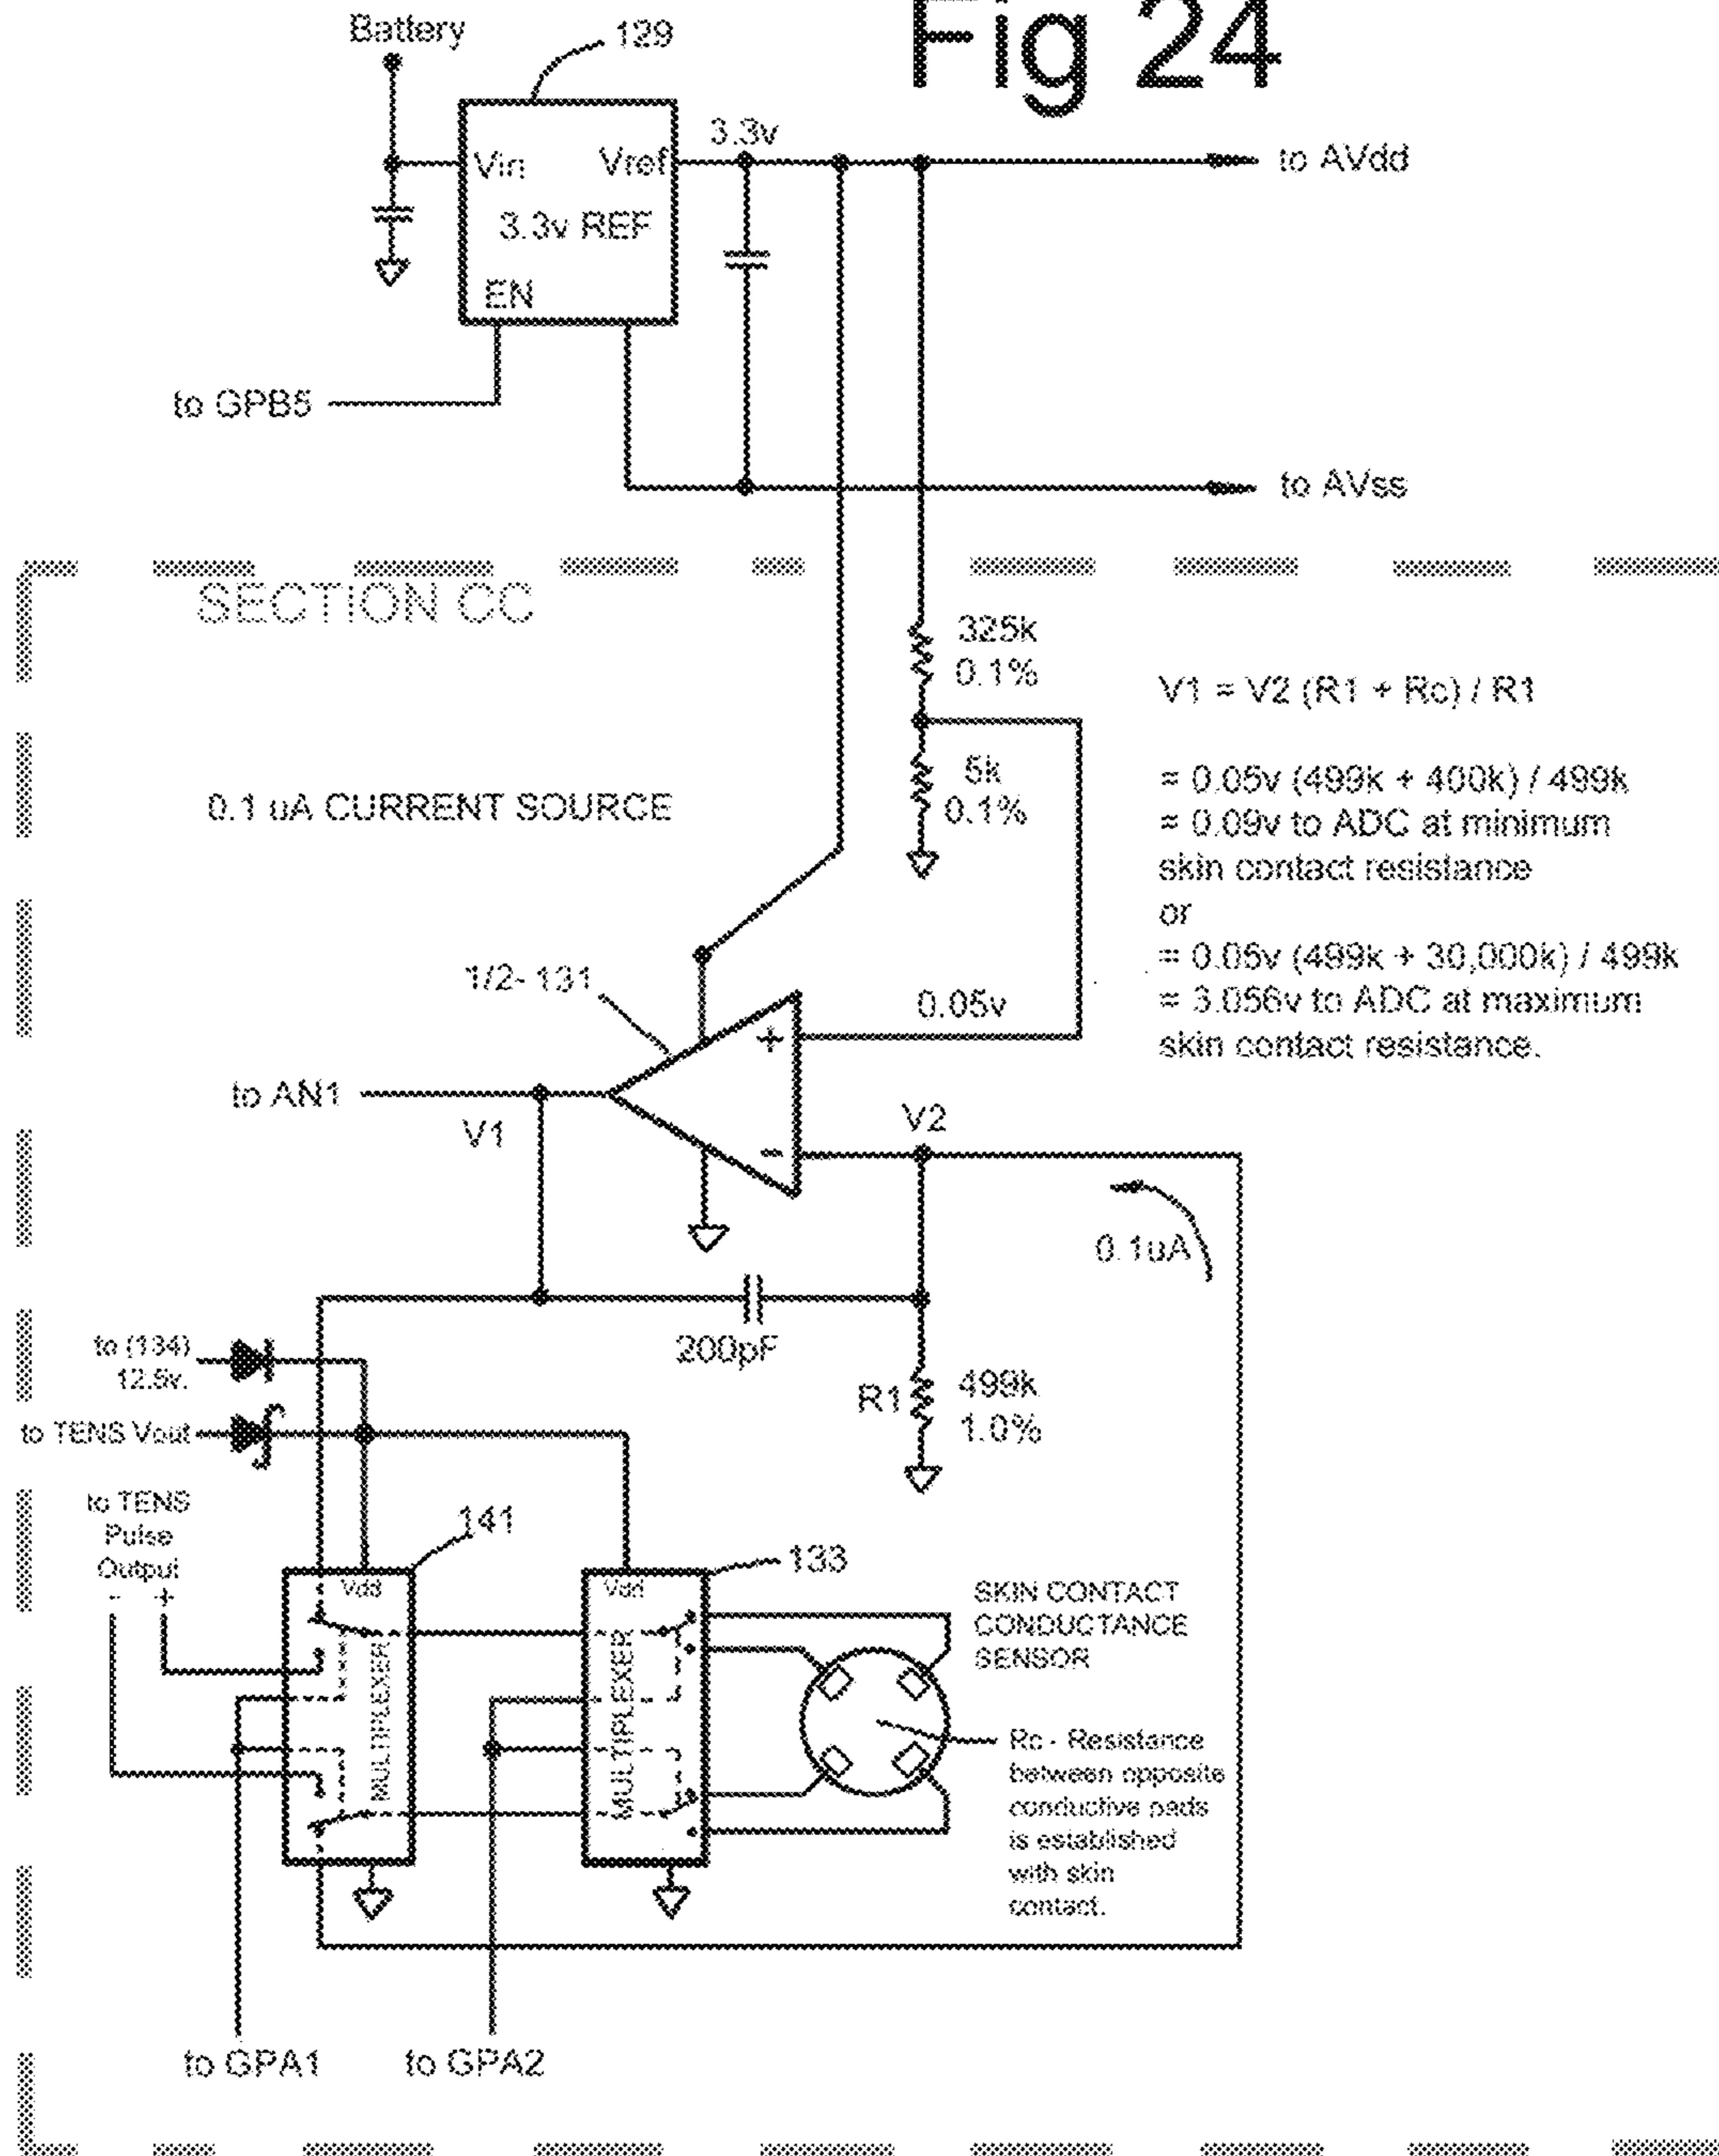 Fig 24
Battery
129
3.3v
Vin
Vref
to AVdd
3.3v REF
EN
to GPB5
to AVss
SECTION CC
325k
0.1%
V1 = V2 (R1 + Rc) / R1
5k
0.1%
= 0.05v (499k + 400k) / 499k
= 0.09v to ADC at minimum
skin contact resistance
or
= 0.05v (499k + 30,000k) / 499k
= 3.056v to ADC at maximum
skin contact resistance.
0.1 uA CURRENT SOURCE
1/2- 131
0.05v
+
to AN1
V1
V2
-
0.1uA
200pF
to (134)
12.5v.
R1
499k
1.0%
to TENS Vout
to TENS
Pulse
Output
- +
141
133
Vdd
Vdd
MULTIPLEXER
MULTIPLEXER
SKIN CONTACT
CONDUCTANCE
SENSOR
Rc - Resistance
between opposite
conductive pads
is established
with skin
contact.
to GPA1
to GPA2